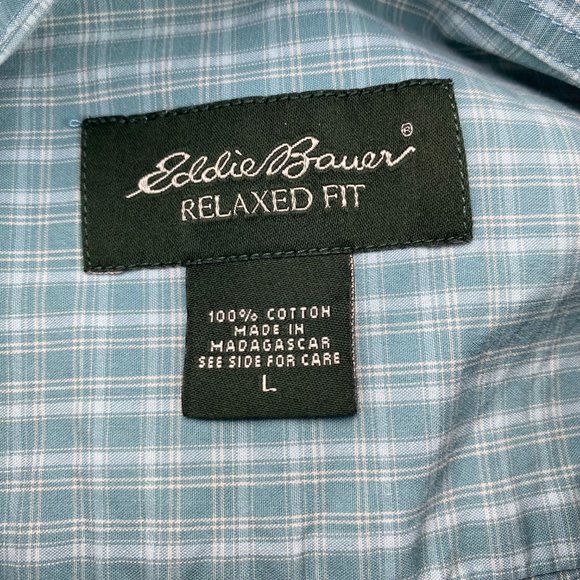 Eddie Bauer®
RELAXED FIT
100% COTTON
MADE IN
MADAGASCAR
SEE SIDE FOR CARE
L